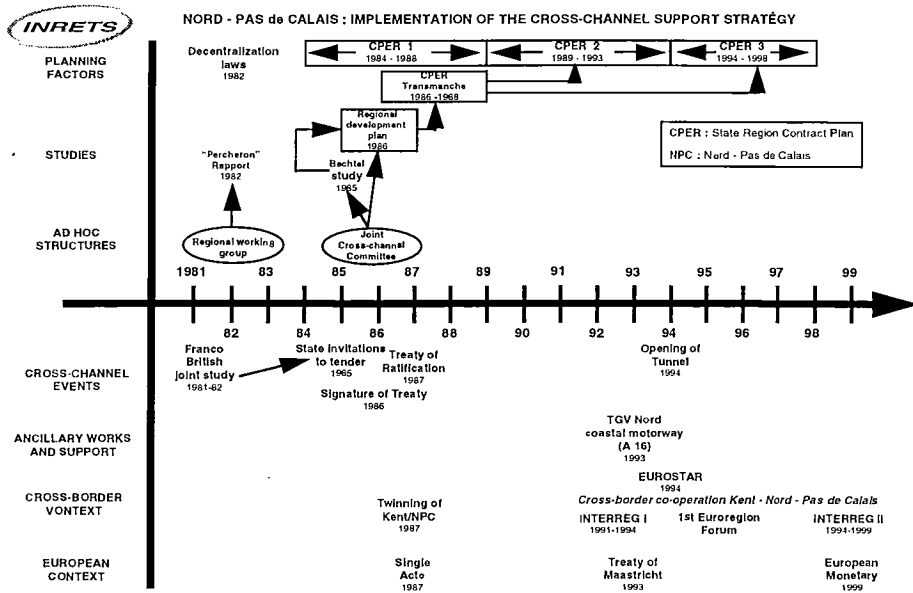 INRETS
NORD - PAS de CALAIS : IMPLEMENTATION OF THE CROSS-CHANNEL SUPPORT STRATÉGY
PLANNING
FACTORS
Decentralization
laws
1982
CPER 1
1984 - 1988
CPER 2
1989 - 1993
CPER 3
1994 - 1998
CPER
Transmanche
1986 -1968
Regional
development
plan
1986
CPER : State Region Contract Plan
NPC : Nord - Pas de Calais
STUDIES
"Percheron"
Rapport
1982
Bechtel
study
1965
AD HOC
STRUCTURES
Regional working
group
Joint
Cross-channal
Committee
1981 83 85 87 89 91 93 95 97 99
82 84 86 88 90 92 94 96 98
CROSS-CHANNEL
EVENTS
Franco
British
joint study
1981-82
State invitations
to tender
1965
Treaty of
Ratification
1987
Signature of Treaty
1986
Opening of
Tunnel
1994
ANCILLARY WORKS
AND SUPPORT
TGV Nord
coastal motorway
(A 16)
1993
EUROSTAR
1994
CROSS-BORDER
VONTEXT
Twinning of
Kent/NPC
1987
Cross-border co-operation Kent - Nord - Pas de Calais
INTERREG I
1991-1994
1st Euroregion
Forum
INTERREG II
1994-1999
EUROPEAN
CONTEXT
Single
Acto
1987
Treaty of
Maastricht
1993
European
Monetary
1999